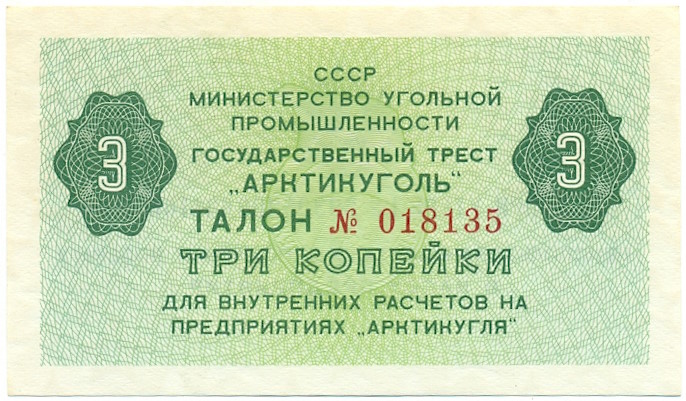 СССР
МИНИСТЕРСТВО УГОЛЬНОЙ
ПРОМЫШЛЕННОСТИ
ГОСУДАРСТВЕННЫЙ ТРЕСТ
„АРКТИКУГОЛЬ“
3
3
ТАЛОН № 018135
ТРИ КОПЕЙКИ
ДЛЯ ВНУТРЕННИХ РАСЧЕТОВ НА
ПРЕДПРИЯТИЯХ „АРКТИКУГЛЯ“